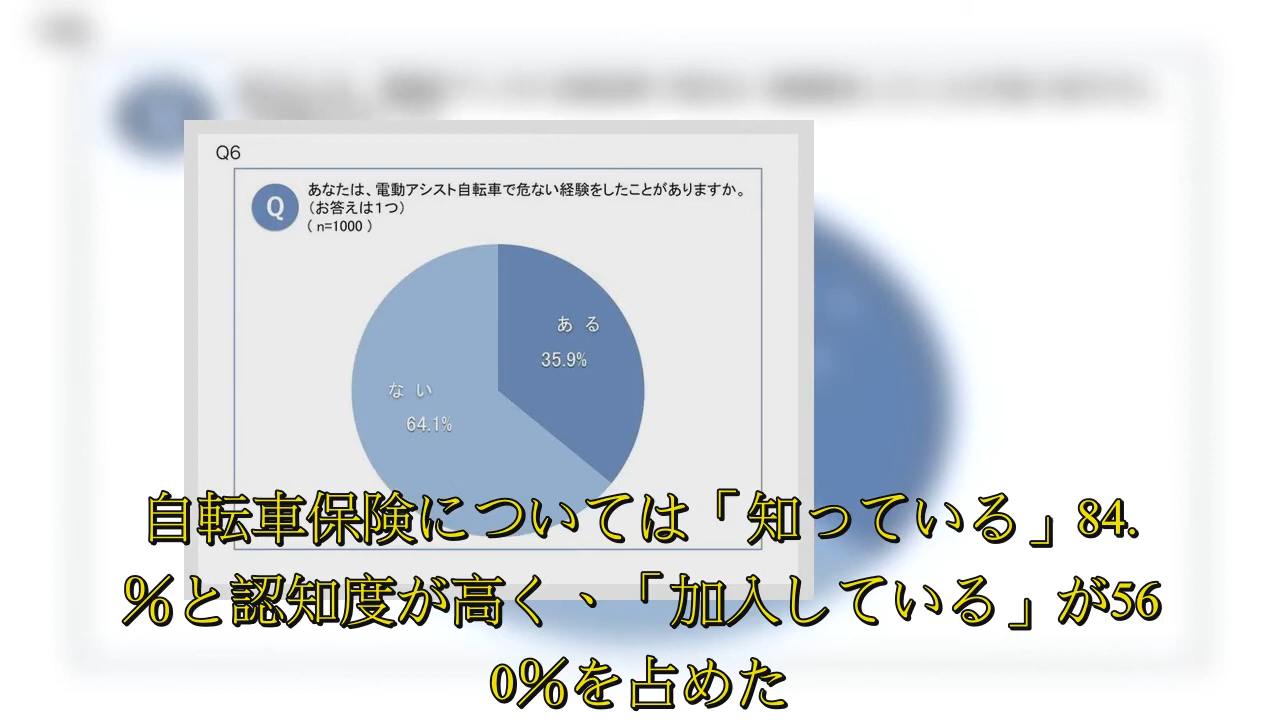 Q6
Q
あなたは、電動アシスト自転車で危ない経験をしたことがありますか。
（お答えは１つ）
（ n=1000 ）
ある
35.9%
ない
64.1%
自転車保険については「知っている」84.
％と認知度が高く、「加入している」が56
0％を占めた